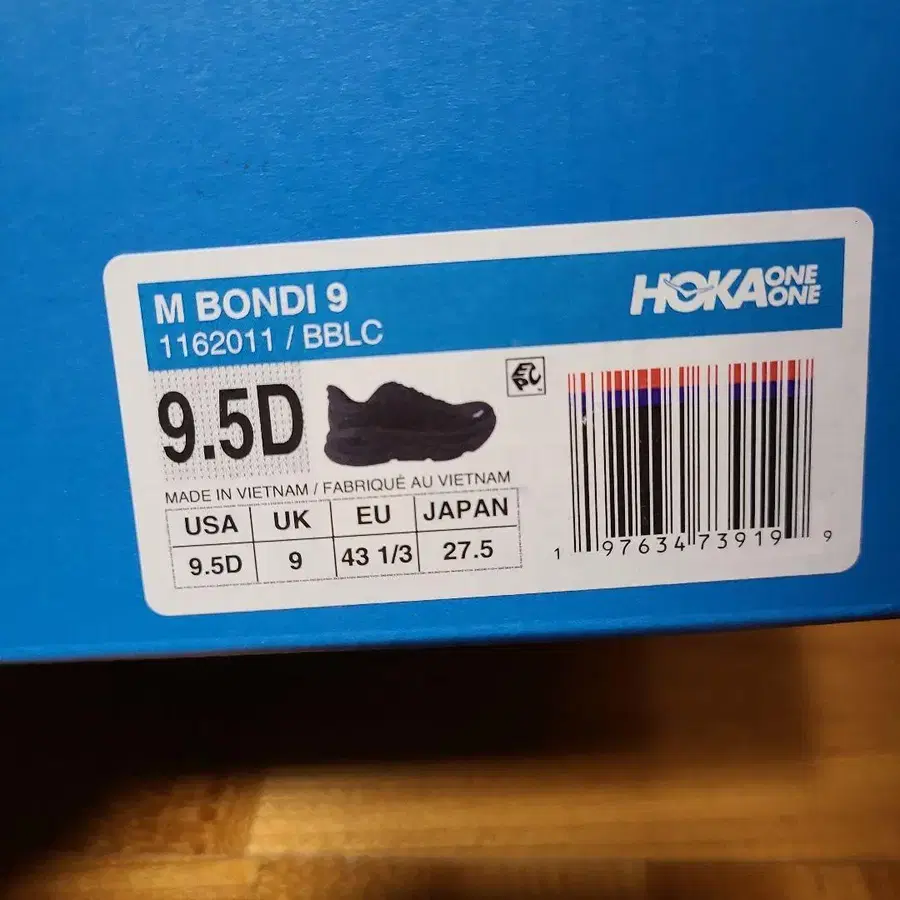 M BONDI 9
1162011 / BBLC
HOKA ONE ONE
9.5D
MADE IN VIETNAM / FABRIQUÉ AU VIETNAM
USA UK EU JAPAN
9.5D 9 43 1/3 27.5
1 97634 73919 9